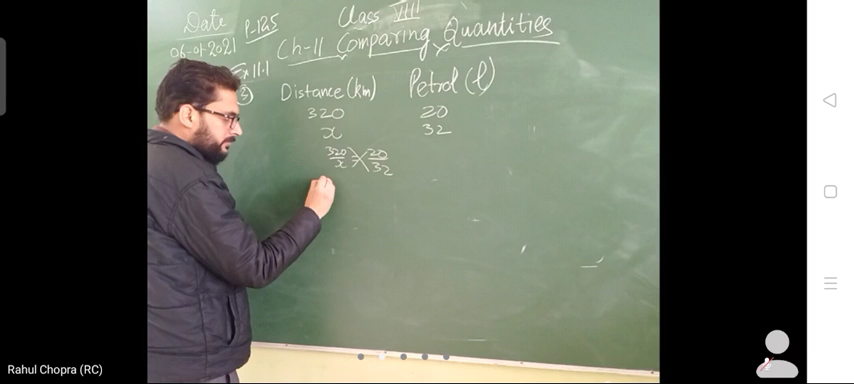 Date
06-01-2021
P-125
Class VIII
Ch-11 Comparing Quantities
Ex 11.1
③ Distance (km) Petrol (l)
320 20
x 32
320/x = 20/32
Rahul Chopra (RC)